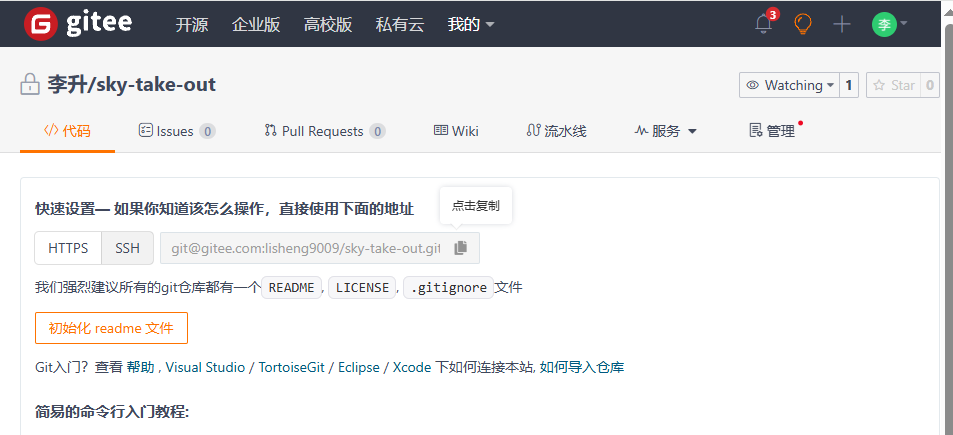 gitee 开源 企业版 高校版 私有云 我的 3 李
李升/sky-take-out Watching 1 Star 0
代码 Issues 0 Pull Requests 0 Wiki 流水线 服务 管理
点击复制
快速设置— 如果你知道该怎么操作，直接使用下面的地址
HTTPS SSH git@gitee.com:lisheng9009/sky-take-out.git
我们强烈建议所有的git仓库都有一个 README, LICENSE, .gitignore 文件
初始化 readme 文件
Git入门？查看 帮助 , Visual Studio / TortoiseGit / Eclipse / Xcode 下如何连接本站, 如何导入仓库
简易的命令行入门教程: